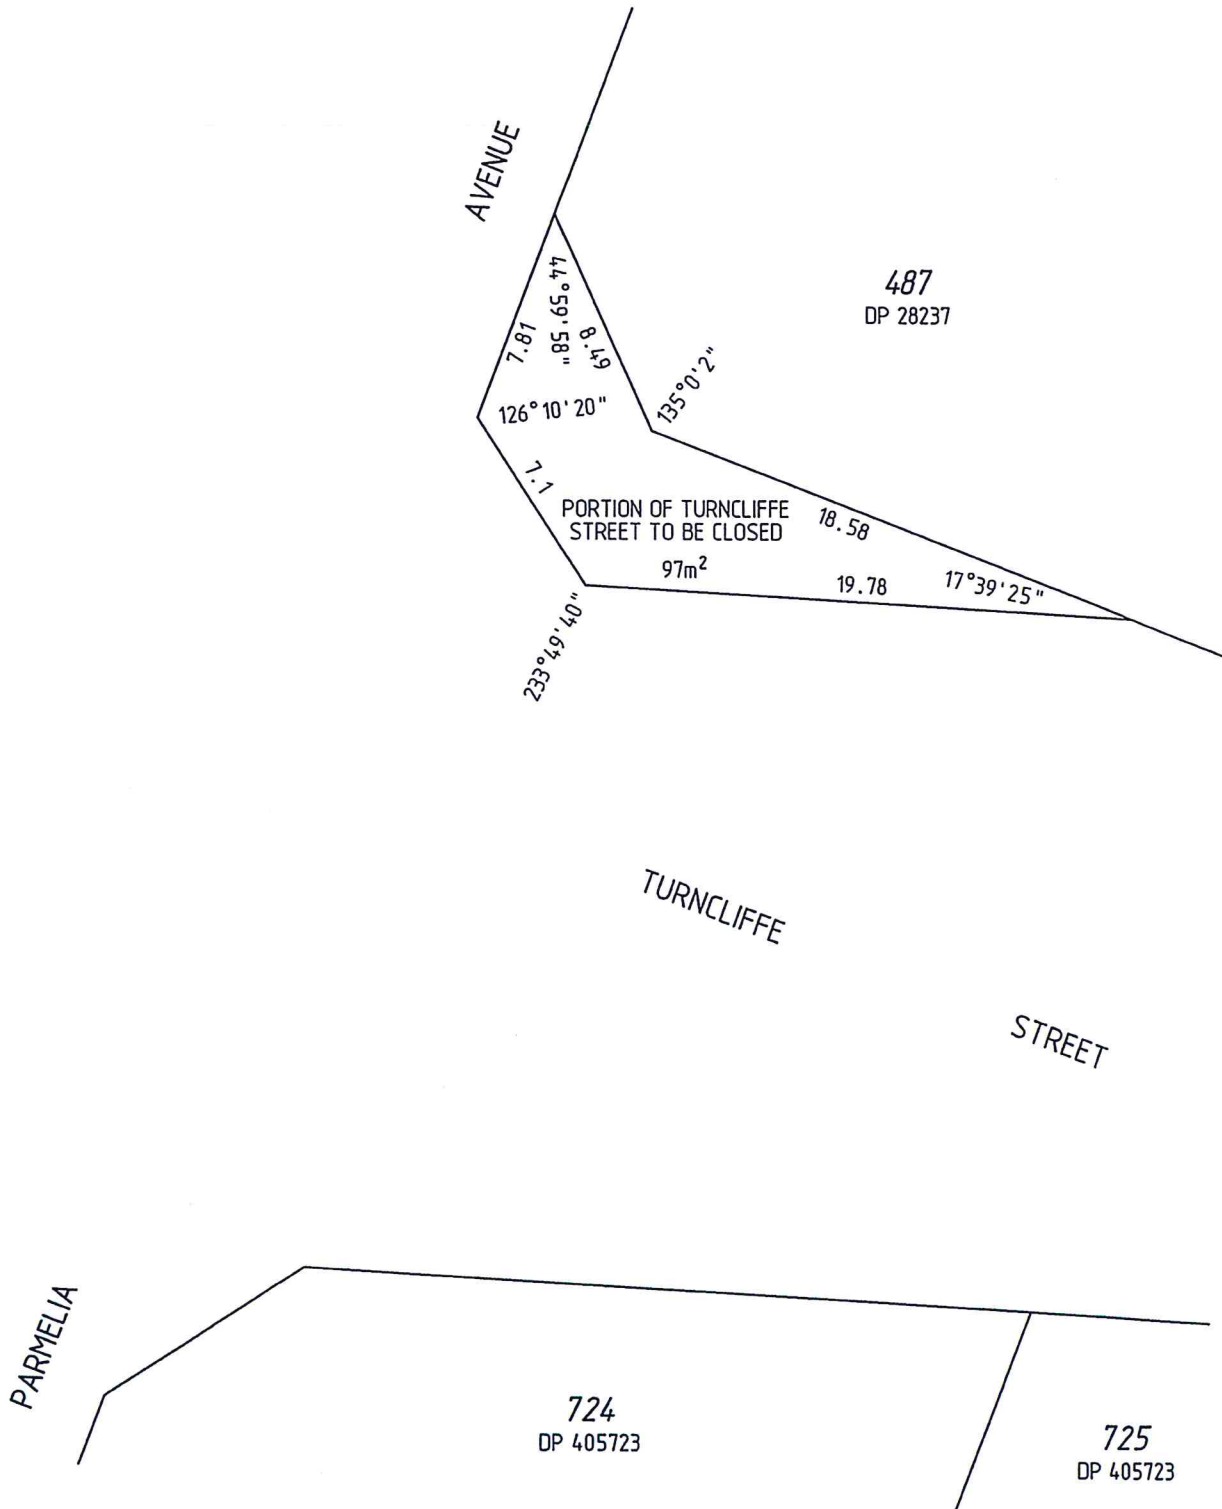 AVENUE
487
DP 28237
44°59'58"
7.81
8.49
135°0'2"
126°10'20"
7.1
PORTION OF TURNCLIFFE
STREET TO BE CLOSED
18.58
97m²
19.78
17°39'25"
233°49'40"
TURNCLIFFE
STREET
PARMELIA
724
DP 405723
725
DP 405723